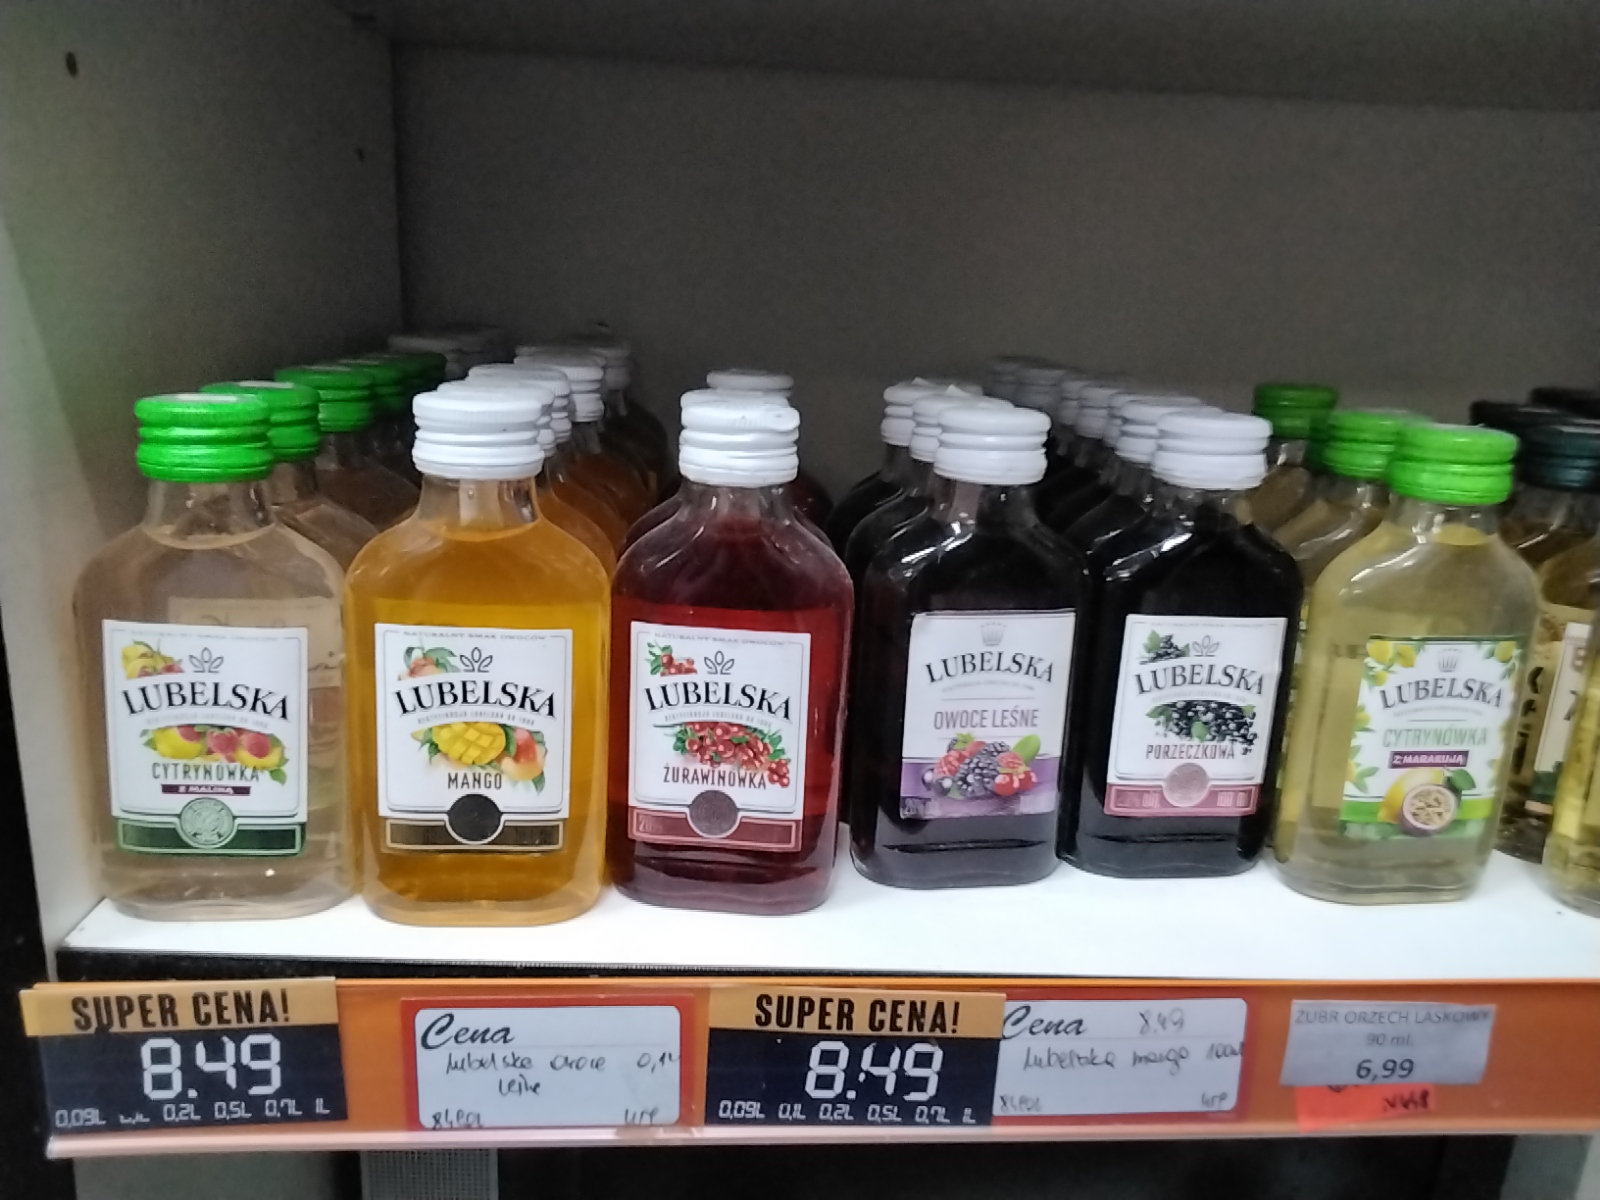 LUBELSKA
CYTRYNÓWKA
Z MALINĄ
NATURALNY SMAK OWOCÓW
LUBELSKA
MANGO
NATURALNY SMAK OWOCÓW
LUBELSKA
ŻURAWINÓWKA
LUBELSKA
OWOCE LEŚNE
LUBELSKA
PORZECZKOWA
LUBELSKA
CYTRYNÓWKA
Z MARAKUJĄ
SUPER CENA!
8.49
0,09L 0,2L 0,5L 0,7L 1L
Cena
Lubelska owoce 0,1
leśne
SUPER CENA!
8.49
0,09L 0,1L 0,2L 0,5L 0,7L 1L
Cena 8.49
Lubelska mango 100ml
ŻUBR ORZECH LASKOWY
90 ml.
6,99